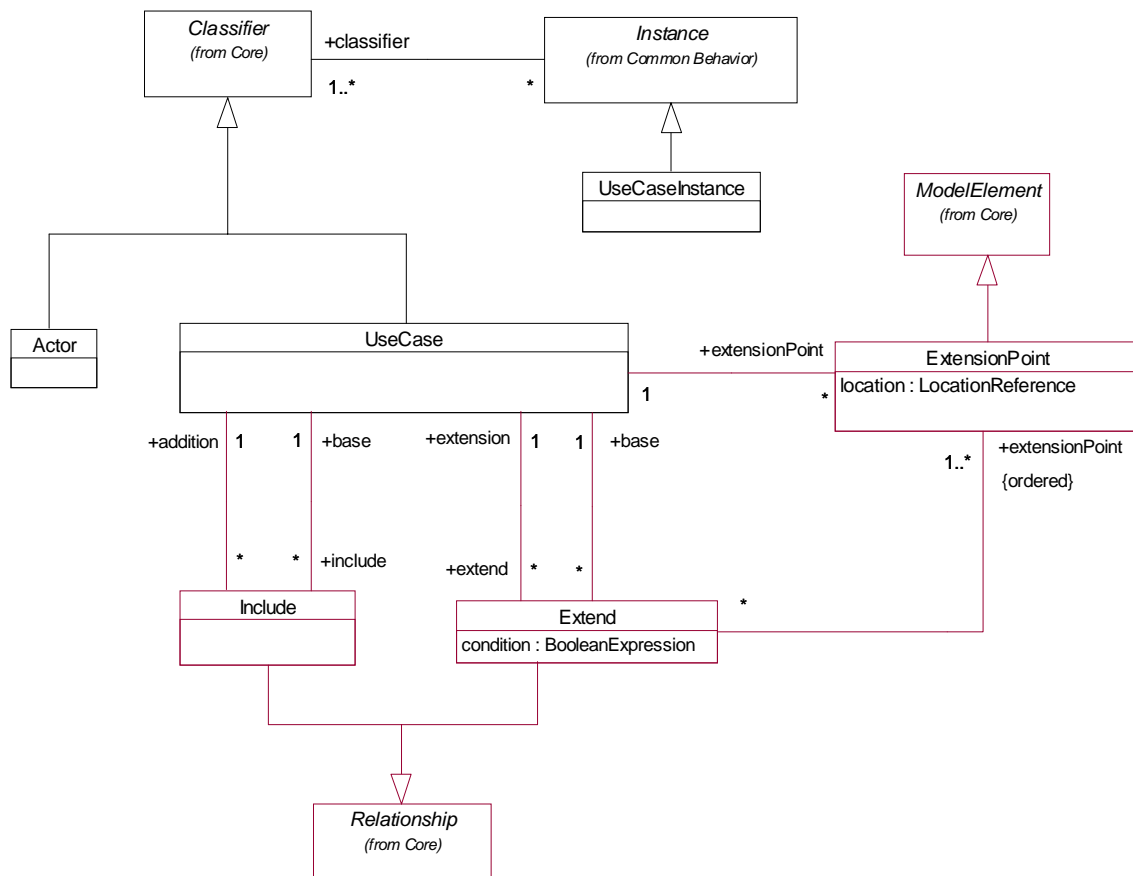 Classifier
(from Core)
+classifier
1..*
*
Instance
(from Common Behavior)
UseCaseInstance
ModelElement
(from Core)
Actor
UseCase
+extensionPoint
1
*
ExtensionPoint
location : LocationReference
+addition
1
1
+base
+extension
1
1
+base
+extensionPoint
1..*
{ordered}
*
*
+include
+extend
*
*
*
Include
Extend
condition : BooleanExpression
Relationship
(from Core)